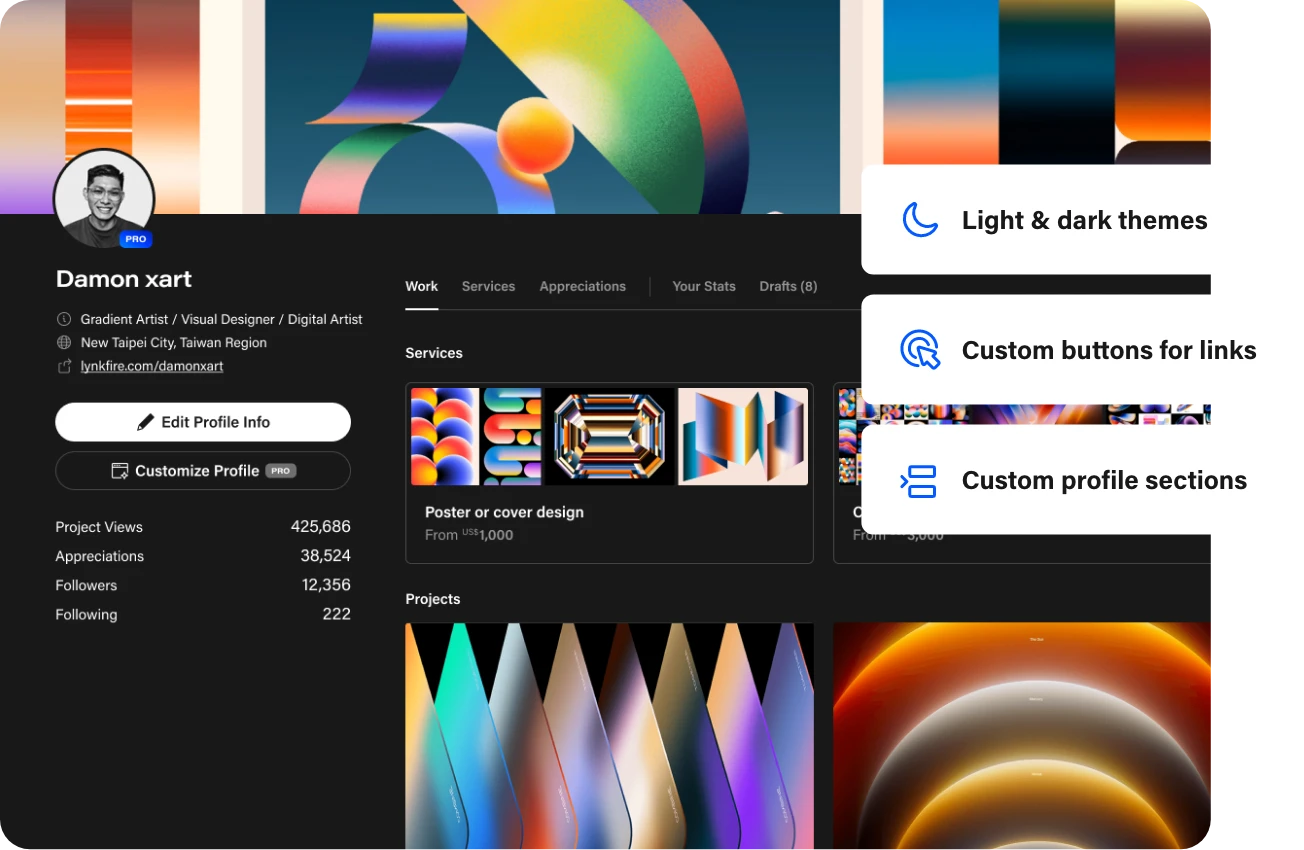 PRO
Damon xart
Gradient Artist / Visual Designer / Digital Artist
New Taipei City, Taiwan Region
lynkfire.com/damonxart
Edit Profile Info
Customize Profile PRO
Project Views 425,686
Appreciations 38,524
Followers 12,356
Following 222
Work Services Appreciations Your Stats Drafts (8)
Services
Poster or cover design
From US$1,000
From 3,000
Projects
Light & dark themes
Custom buttons for links
Custom profile sections